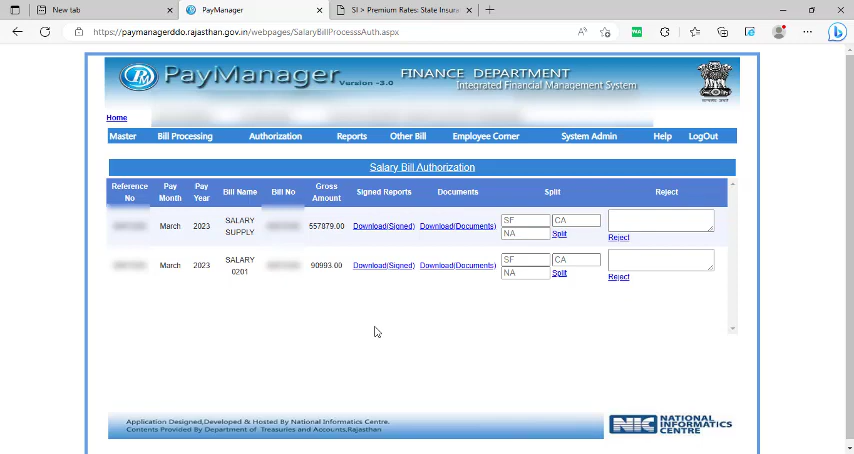 New tab
PayManager
SI > Premium Rates: State Insur
https://paymanagerddo.rajasthan.gov.in/webpages/SalaryBillProcesssAuth.aspx
PM PayManager Version -3.0
FINANCE DEPARTMENT
Integrated Financial Management System
Home
Master Bill Processing Authorization Reports Other Bill Employee Corner System Admin Help LogOut
Salary Bill Authorization
Reference No Pay Month Pay Year Bill Name Bill No Gross Amount Signed Reports Documents Split Reject
March 2023 SALARY SUPPLY 557879.00 Download(Signed) Download(Documents) SF CA
NA Split Reject
March 2023 SALARY 0201 90993.00 Download(Signed) Download(Documents) SF CA
NA Split Reject
Application Designed,Developed & Hosted By National Informatics Centre.
Contents Provided By Department of Treasuries and Accounts,Rajasthan
NIC NATIONAL INFORMATICS CENTRE